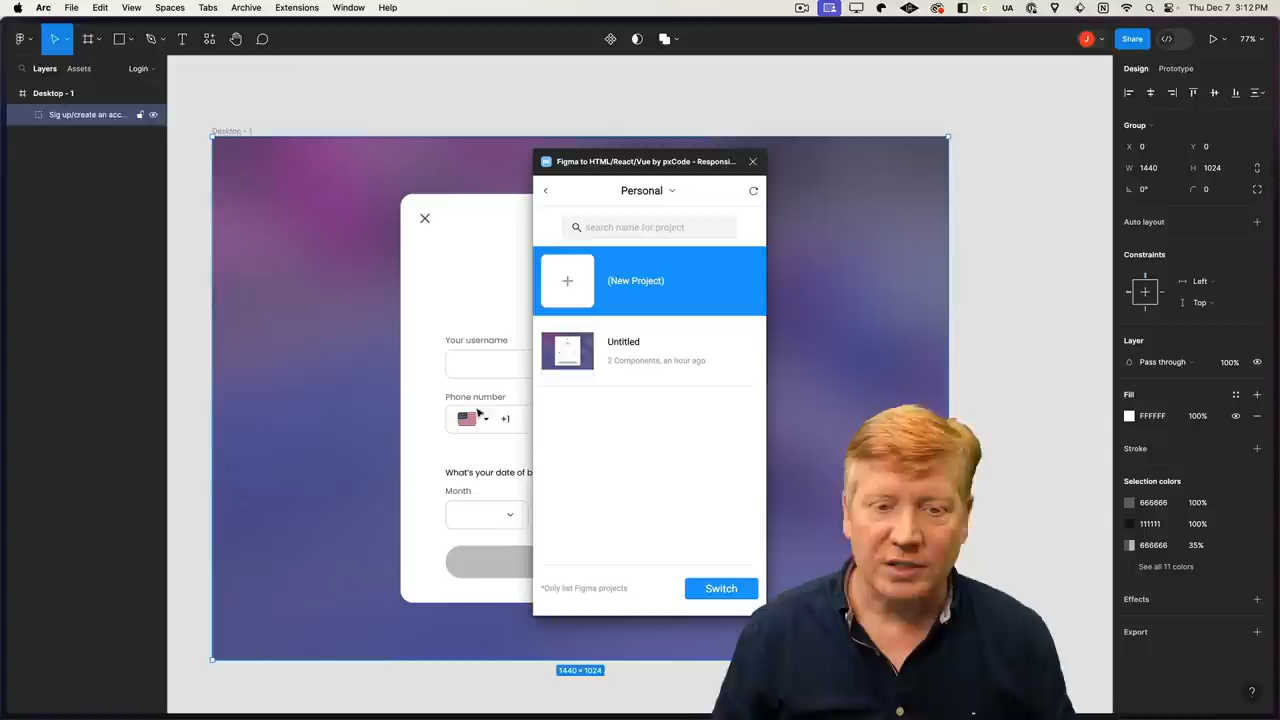 Arc File Edit View Spaces Tabs Archive Extensions Window Help
UA
Thu Dec 7 3:12 PM
J
Share
77%
Layers Assets
Login
Design Prototype
Desktop - 1
Sig up/create an acc...
Desktop - 1
Group
X 0 Y 0
W 1440 H 1024
0° 0
Auto layout
Constraints
Left
Top
Layer
Pass through 100%
Fill
FFFFFF 100%
Stroke
Selection colors
666666 100%
111111 100%
666666 35%
See all 11 colors
Effects
Export
?
Your username
Phone number
+1
What's your date of b
Month
px Figma to HTML/React/Vue by pxCode - Responsi...
Personal
search name for project
(New Project)
Untitled
2 Components, an hour ago
*Only list Figma projects
Switch
1440 × 1024